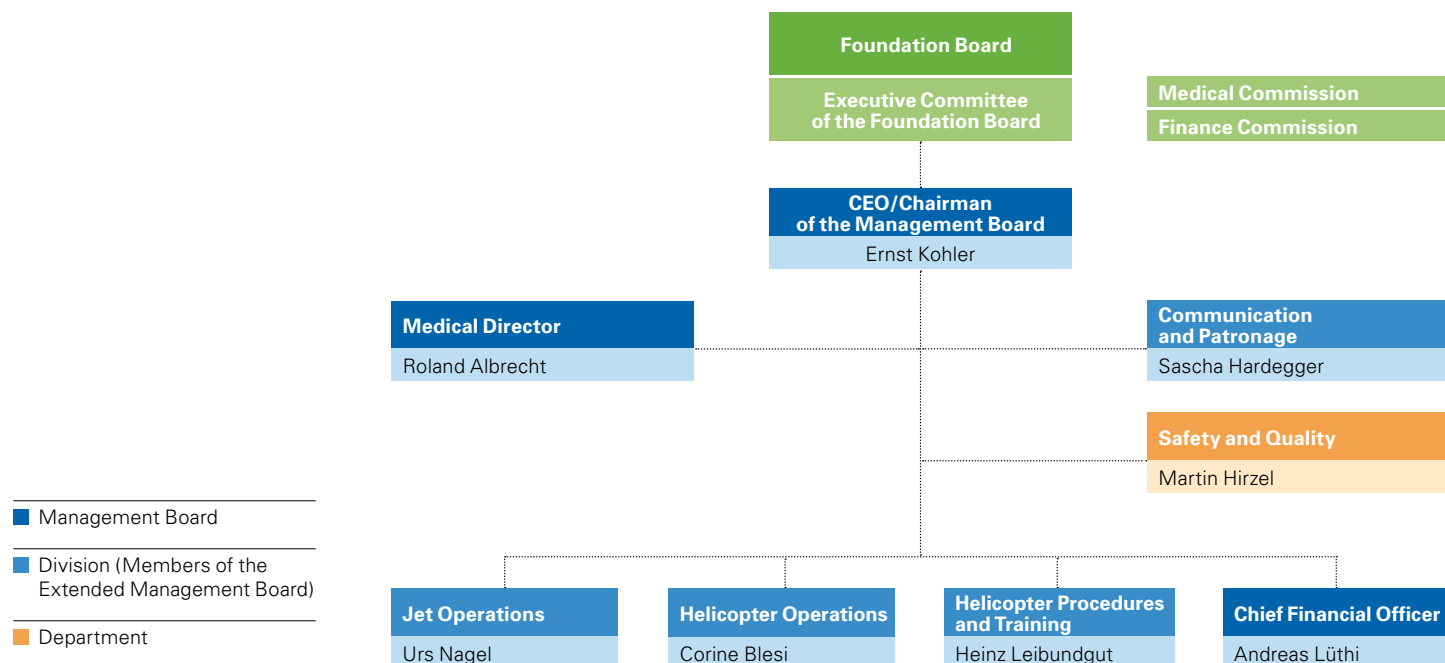 Foundation Board
Executive Committee
of the Foundation Board
Medical Commission
Finance Commission
CEO/Chairman
of the Management Board
Ernst Kohler
Medical Director
Roland Albrecht
Communication
and Patronage
Sascha Hardegger
Safety and Quality
Martin Hirzel
Management Board
Division (Members of the
Extended Management Board)
Department
Jet Operations
Urs Nagel
Helicopter Operations
Corine Blesi
Helicopter Procedures
and Training
Heinz Leibundgut
Chief Financial Officer
Andreas Lüthi